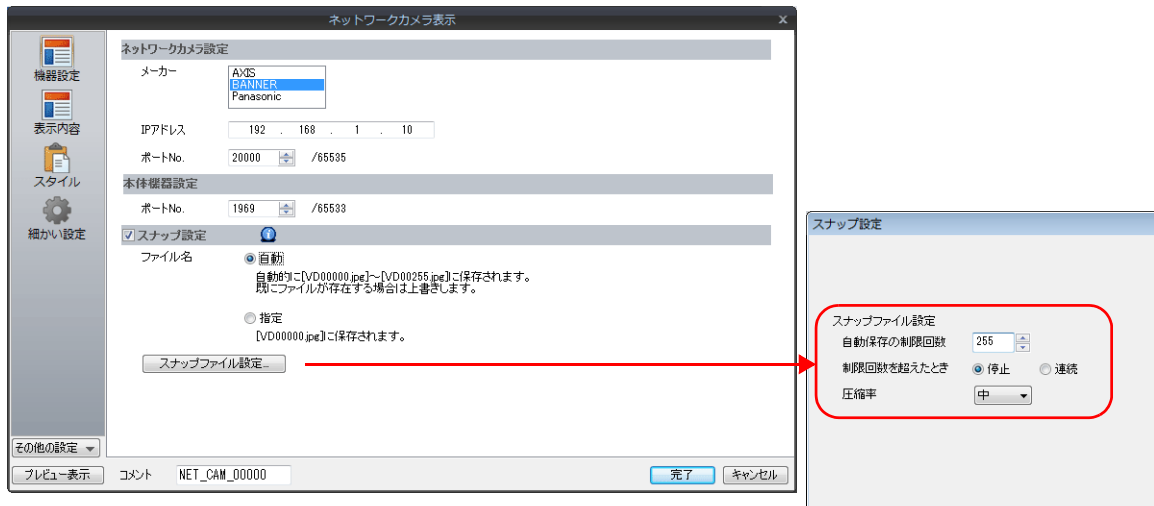 ネットワークカメラ表示
x
機器設定
表示内容
スタイル
細かい設定
その他の設定
ネットワークカメラ設定
メーカー
AXIS
BANNER
Panasonic
IPアドレス 192 . 168 . 1 . 10
ポートNo. 20000 /65535
本体機器設定
ポートNo. 1969 /65533
スナップ設定
ファイル名 自動
自動的に[VD00000.jpg]～[VD00255.jpg]に保存されます。
既にファイルが存在する場合は上書きします。
指定
[VD00000.jpg]に保存されます。
スナップファイル設定...
プレビュー表示 コメント NET_CAM_00000 完了 キャンセル
スナップ設定
スナップファイル設定
自動保存の制限回数 255
制限回数を超えたとき 停止 連続
圧縮率 中